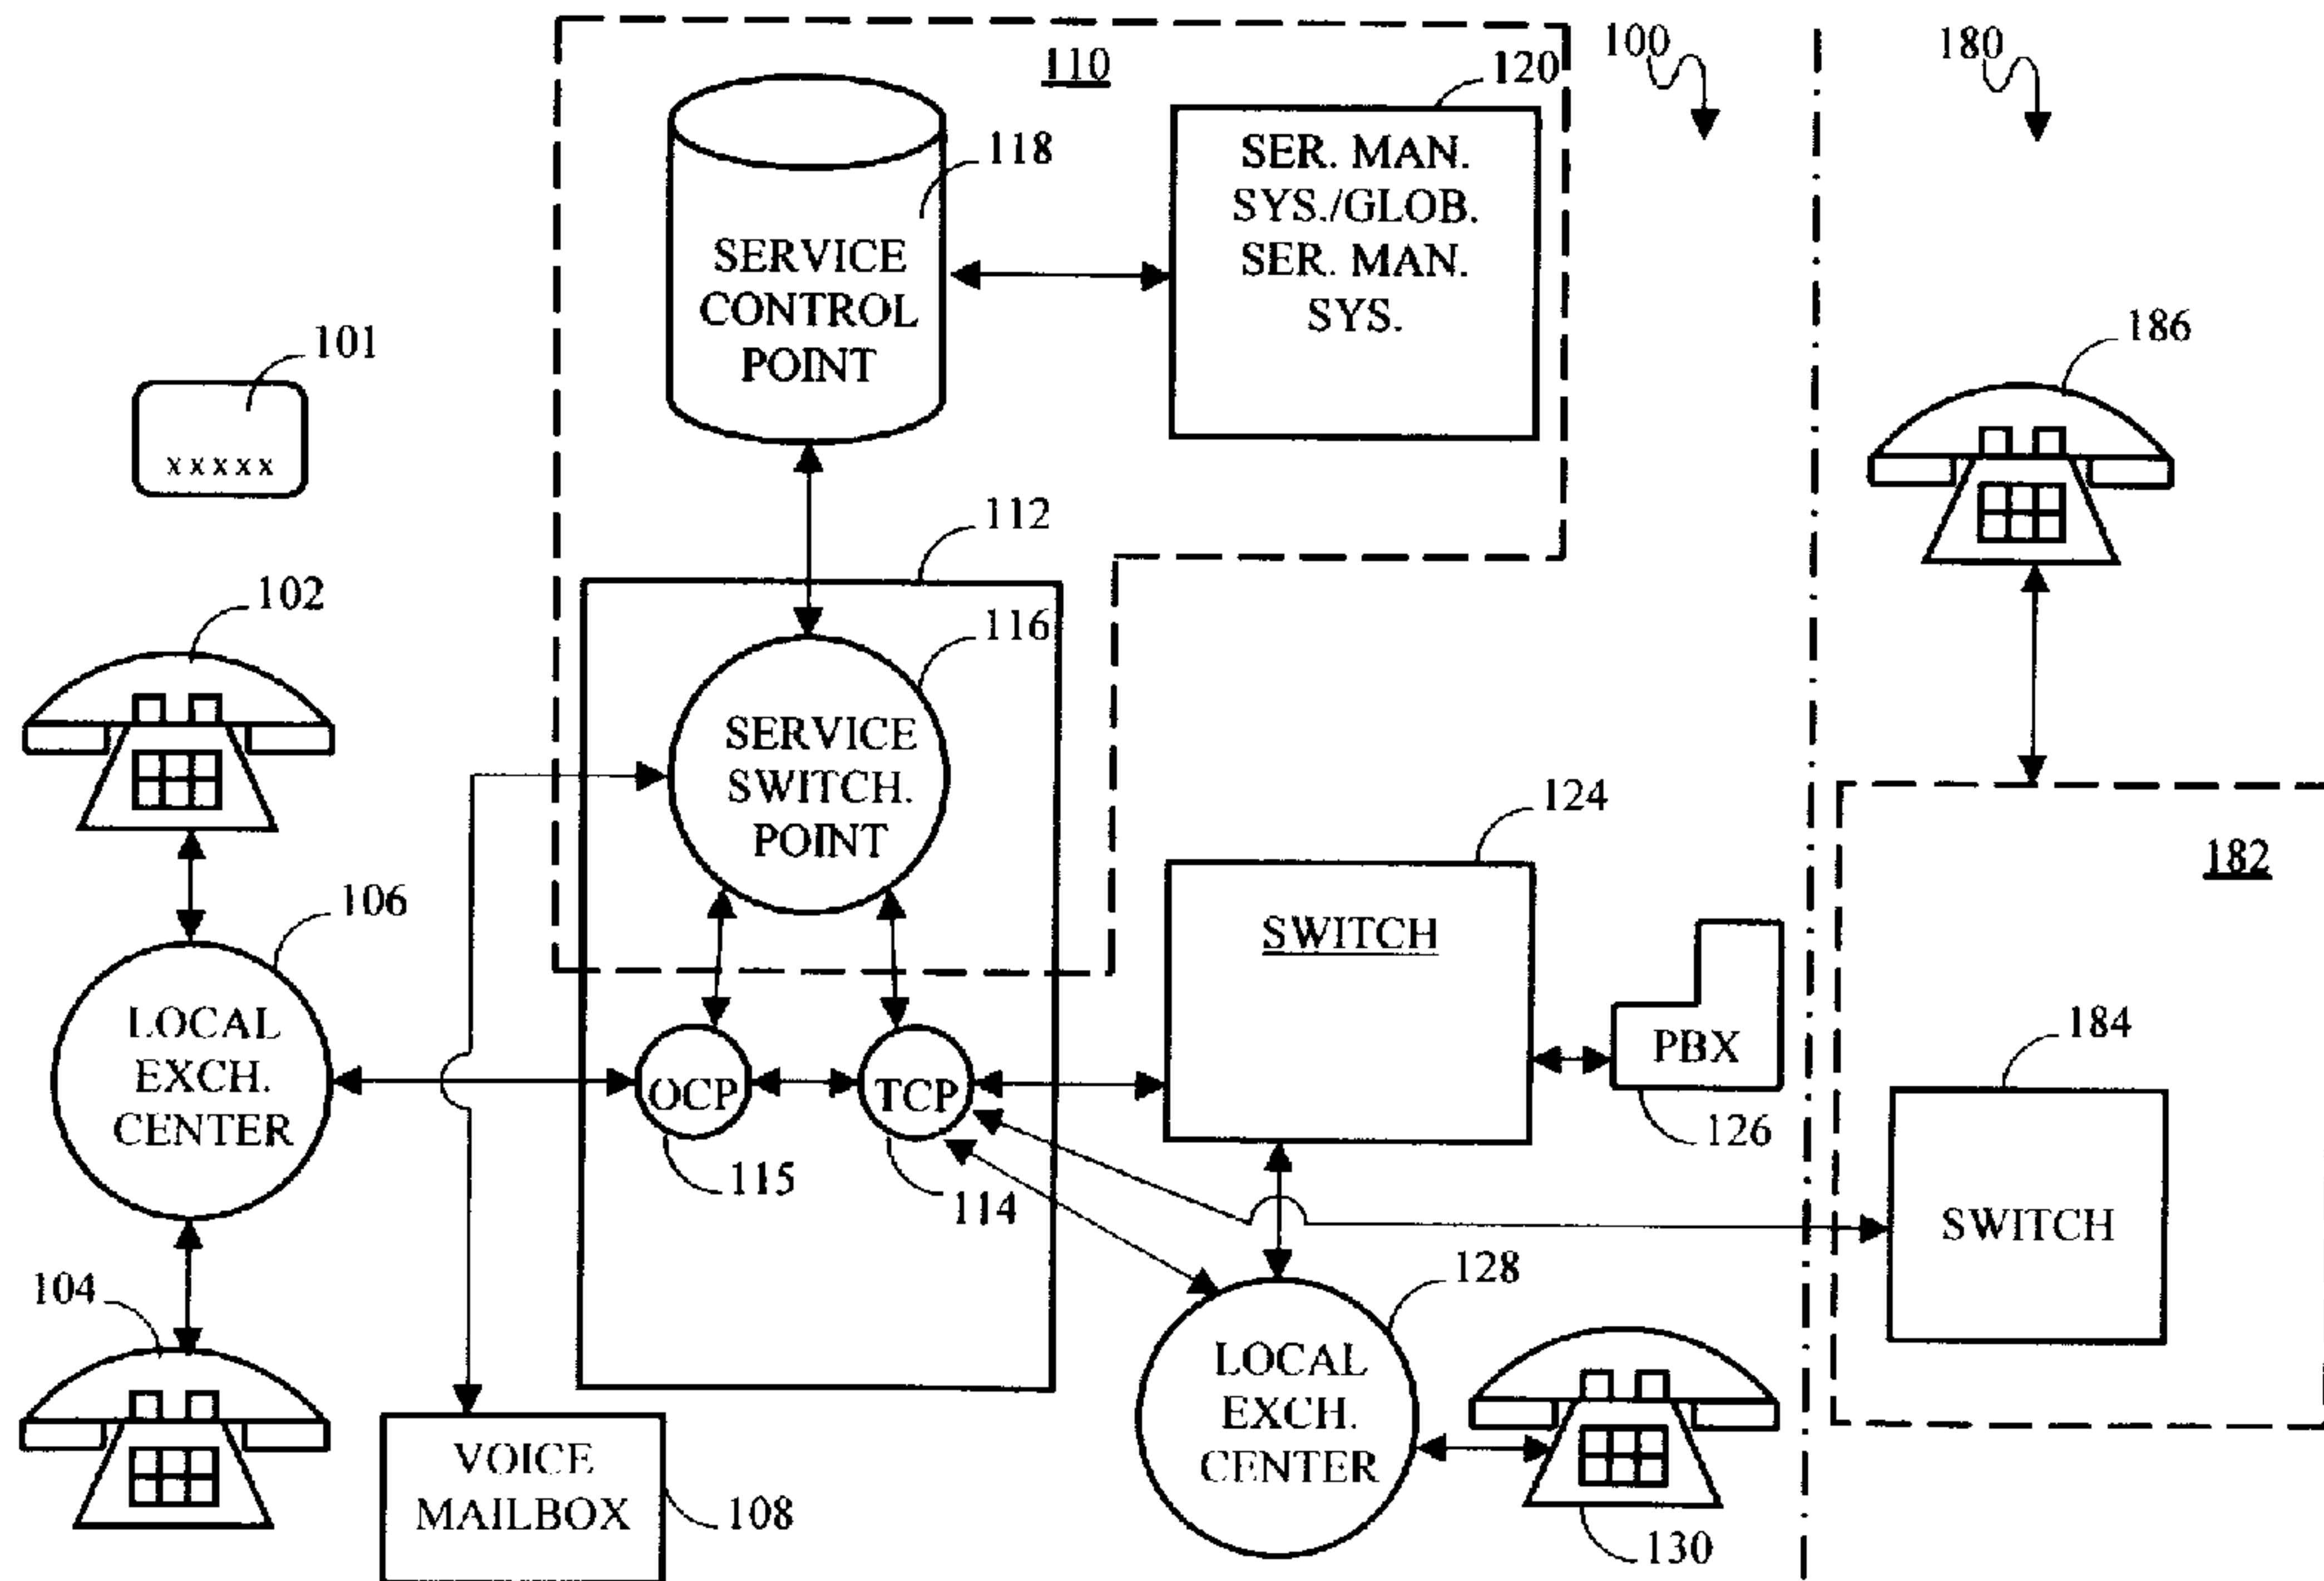 110
100
180
120
118
SER. MAN.
SYS./GLOB.
SER. MAN.
SYS.
SERVICE
CONTROL
POINT
101
xxxxx
186
112
102
116
SERVICE
SWITCH.
POINT
124
182
106
SWITCH
LOCAL
EXCH.
CENTER
PBX
184
OCP
TCP
126
115
114
SWITCH
104
128
LOCAL
EXCH.
CENTER
VOICE
MAILBOX
108
130